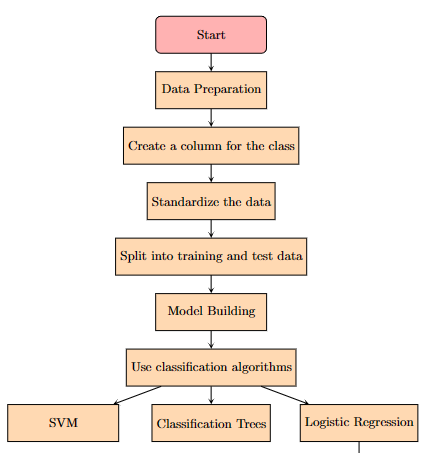 Start
Data Preparation
Create a column for the class
Standardize the data
Split into training and test data
Model Building
Use classification algorithms
SVM
Classification Trees
Logistic Regression